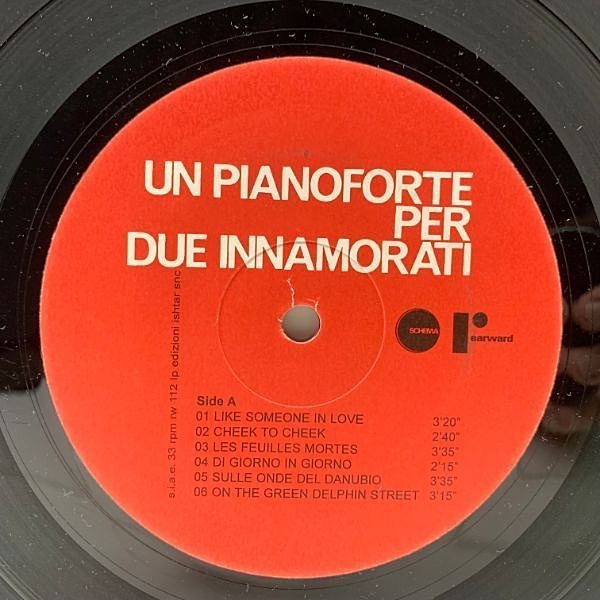 UN PIANOFORTE
PER
DUE INNAMORATI
s.i.a.e. 33 rpm rw 112 lp edizioni ishtar snc
SCHEMA
rearward
Side A
01 LIKE SOMEONE IN LOVE 3'20"
02 CHEEK TO CHEEK 2'40"
03 LES FEUILLES MORTES 3'35"
04 DI GIORNO IN GIORNO 2'15"
05 SULLE ONDE DEL DANUBIO 3'35"
06 ON THE GREEN DELPHIN STREET 3'15"